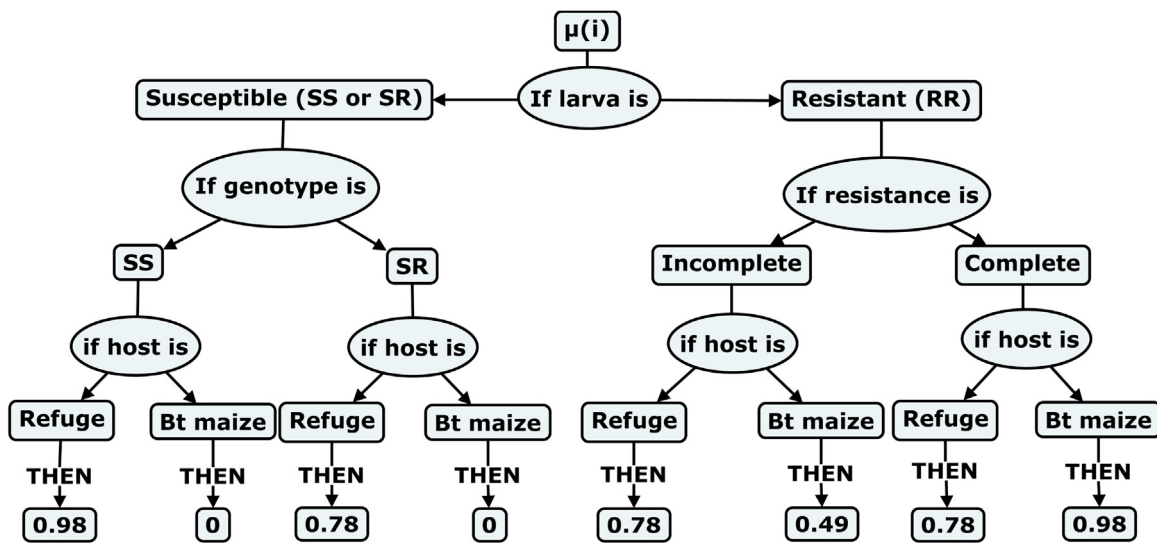 μ(i)
Susceptible (SS or SR)
If larva is
Resistant (RR)
If genotype is
If resistance is
SS
SR
Incomplete
Complete
if host is
if host is
if host is
if host is
Refuge
Bt maize
Refuge
Bt maize
Refuge
Bt maize
Refuge
Bt maize
THEN
THEN
THEN
THEN
THEN
THEN
THEN
THEN
0.98
0
0.78
0
0.78
0.49
0.78
0.98